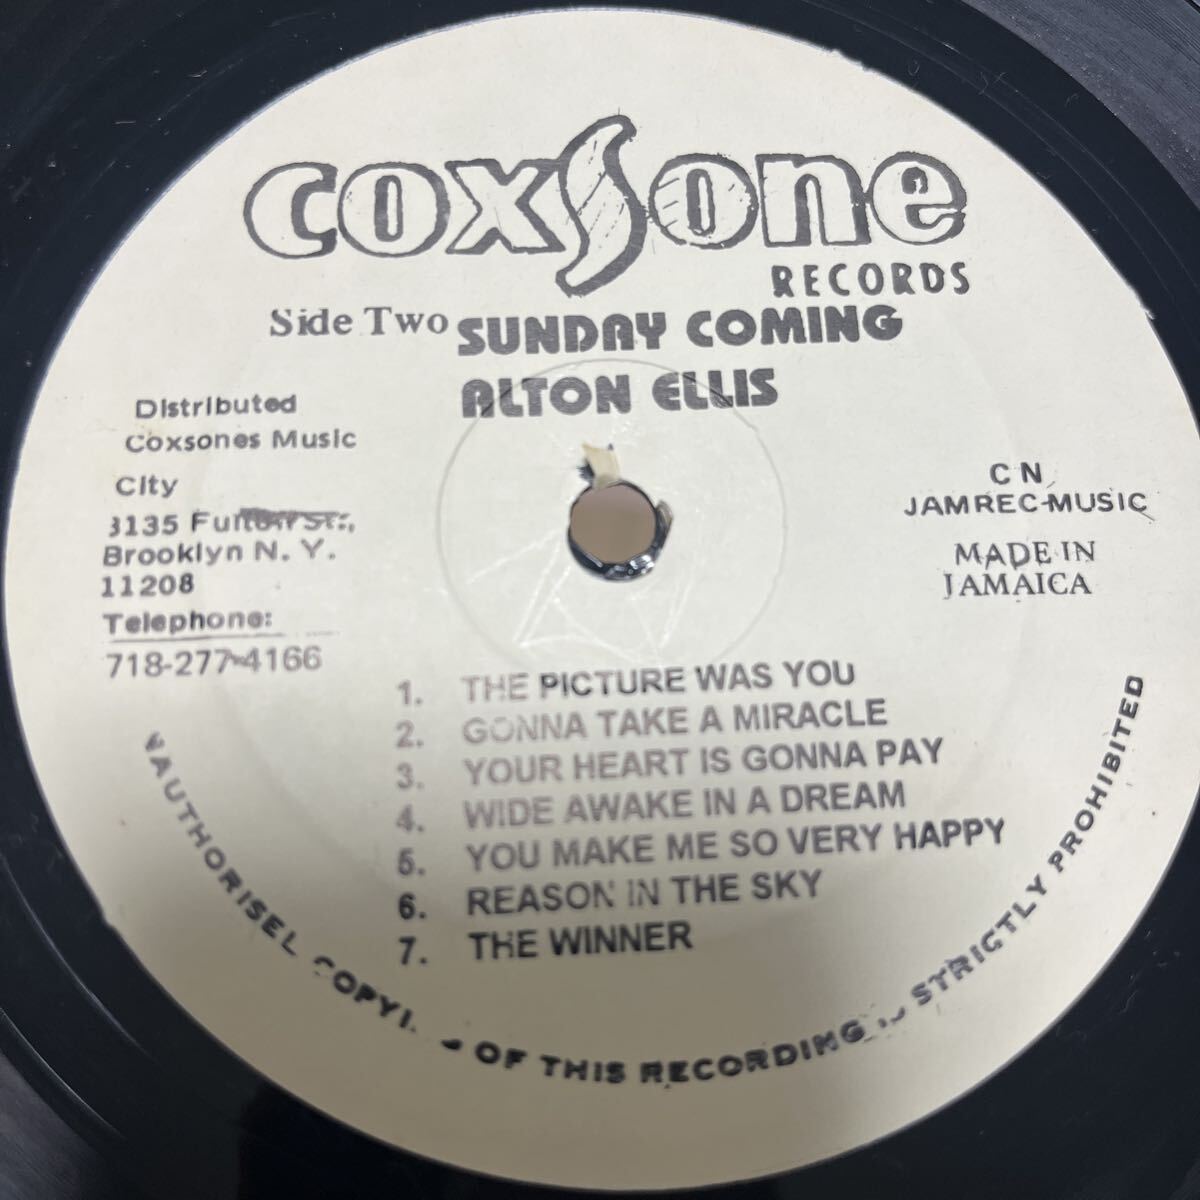 coxsone
RECORDS
Side Two
SUNDAY COMING
ALTON ELLIS
Distributed
Coxsones Music
City
3135 Fulton St.,
Brooklyn N. Y.
11208
Telephone:
718-277-4166
C N
JAMREC-MUSIC
MADE IN
JAMAICA
1. THE PICTURE WAS YOU
2. GONNA TAKE A MIRACLE
3. YOUR HEART IS GONNA PAY
4. WIDE AWAKE IN A DREAM
5. YOU MAKE ME SO VERY HAPPY
6. REASON IN THE SKY
7. THE WINNER
OF THIS RECORDING IS STRICTLY PROHIBITED